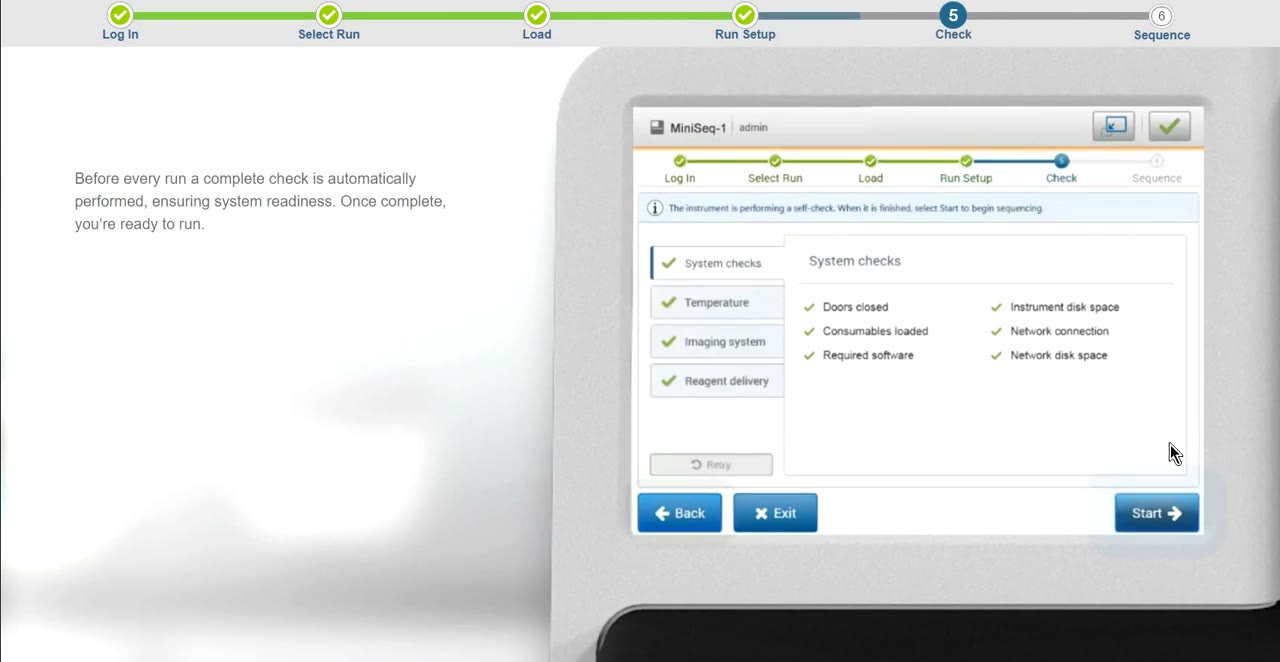 5
6
Log In
Select Run
Load
Run Setup
Check
Sequence
Before every run a complete check is automatically
performed, ensuring system readiness. Once complete,
you're ready to run.
MiniSeq-1
admin
5
6
Log In
Select Run
Load
Run Setup
Check
Sequence
i
The instrument is performing a self-check. When it is finished, select Start to begin sequencing.
System checks
Temperature
Imaging system
Reagent delivery
Retry
System checks
Doors closed
Instrument disk space
Consumables loaded
Network connection
Required software
Network disk space
Back
Exit
Start